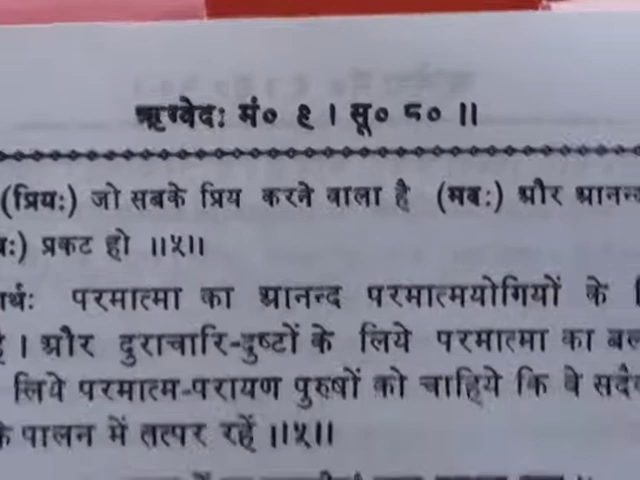 ऋग्वेदः मं० ९ । सू० ८० ॥
(प्रियः) जो सबके प्रिय करने वाला है (मदः) और आनन्द
वः) प्रकट हो ॥५॥
ार्थः परमात्मा का आनन्द परमात्मयोगियों के
है । और दुराचारि-दुष्टों के लिये परमात्मा का बल
लिये परमात्म-परायण पुरुषों को चाहिये कि वे सदैव
के पालन में तत्पर रहें ॥५॥